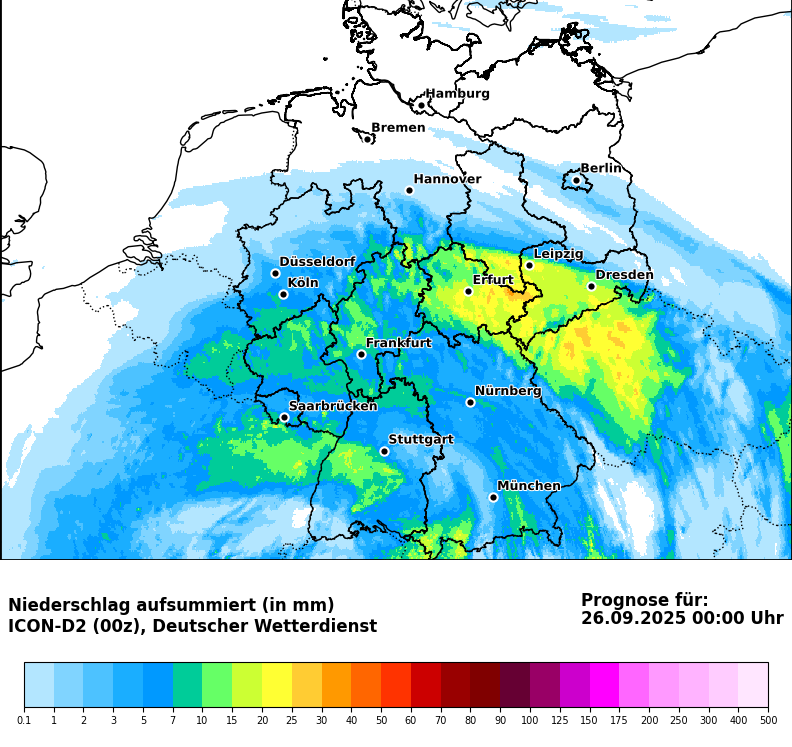 Hamburg
Bremen
Berlin
Hannover
Leipzig
Düsseldorf
Dresden
Köln
Erfurt
Frankfurt
Nürnberg
Saarbrücken
Stuttgart
München
Niederschlag aufsummiert (in mm)
ICON-D2 (00z), Deutscher Wetterdienst
Prognose für:
26.09.2025 00:00 Uhr
0.1 1 2 3 5 7 10 15 20 25 30 40 50 60 70 80 90 100 125 150 175 200 250 300 400 500